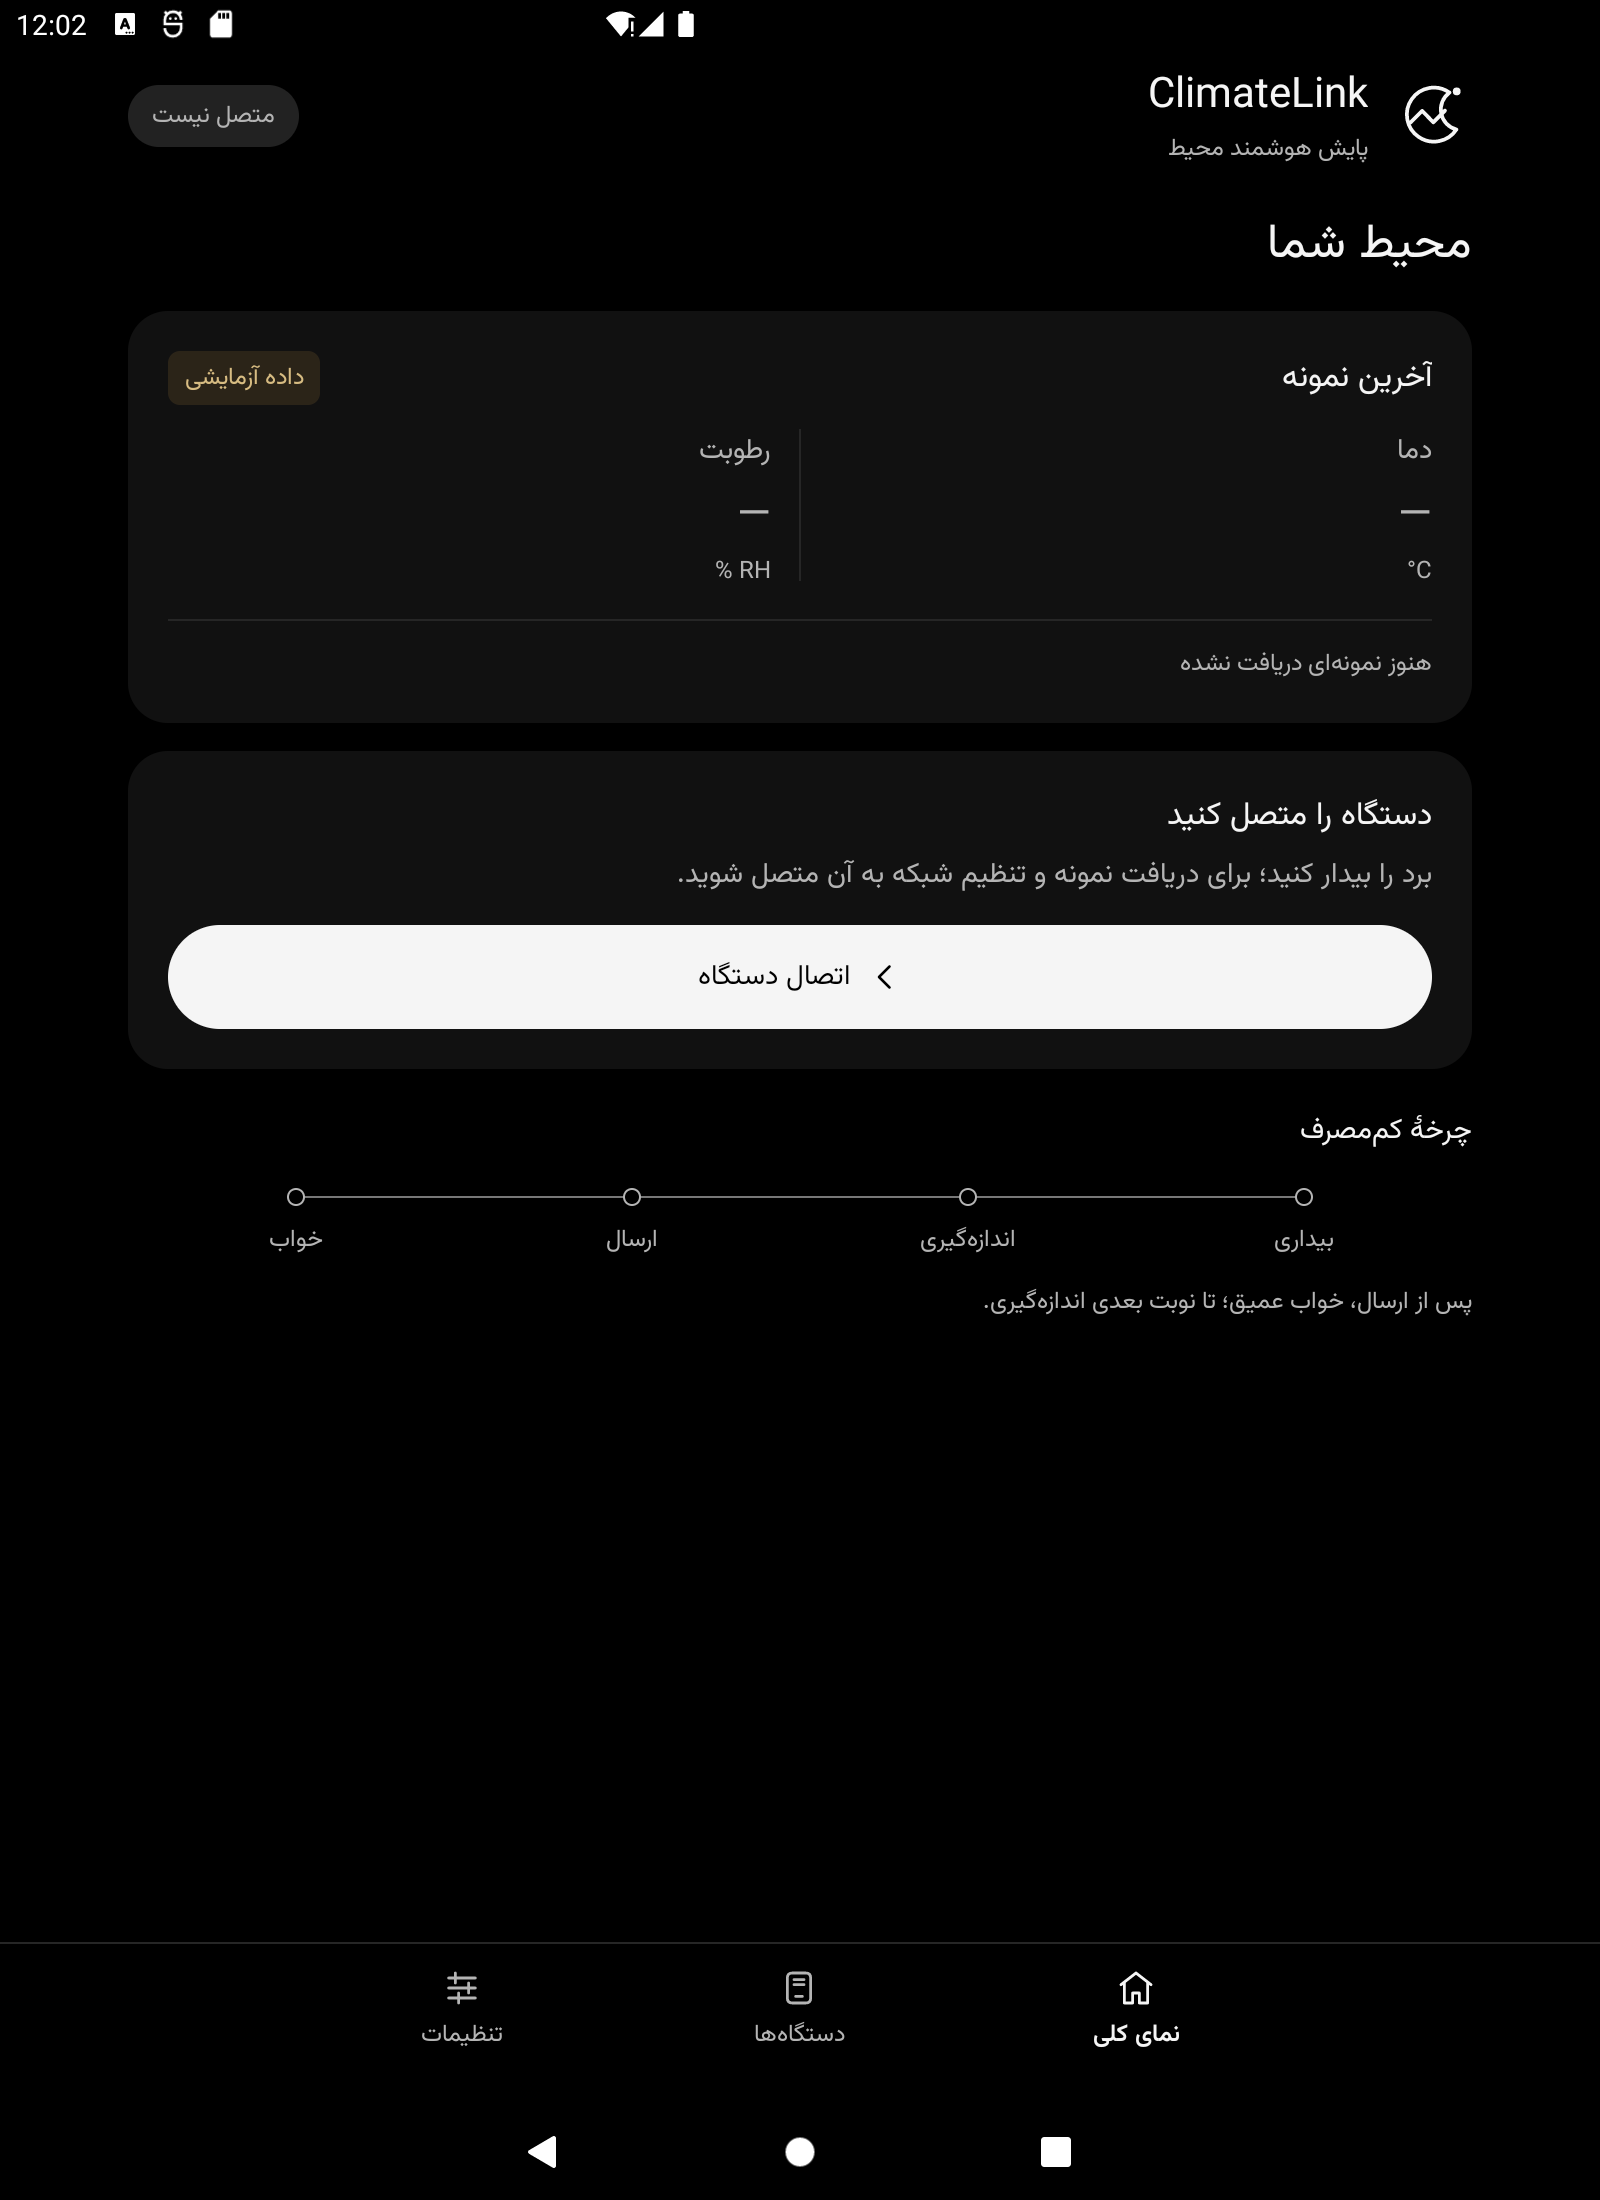 12:02
ClimateLink
پایش هوشمند محیط
متصل نیست
محیط شما
آخرین نمونه
داده آزمایشی
دما
—
°C
رطوبت
—
% RH
هنوز نمونه‌ای دریافت نشده
دستگاه را متصل کنید
برد را بیدار کنید؛ برای دریافت نمونه و تنظیم شبکه به آن متصل شوید.
اتصال دستگاه
چرخهٔ کم‌مصرف
بیداری
اندازه‌گیری
ارسال
خواب
پس از ارسال، خواب عمیق؛ تا نوبت بعدی اندازه‌گیری.
نمای کلی
دستگاه‌ها
تنظیمات